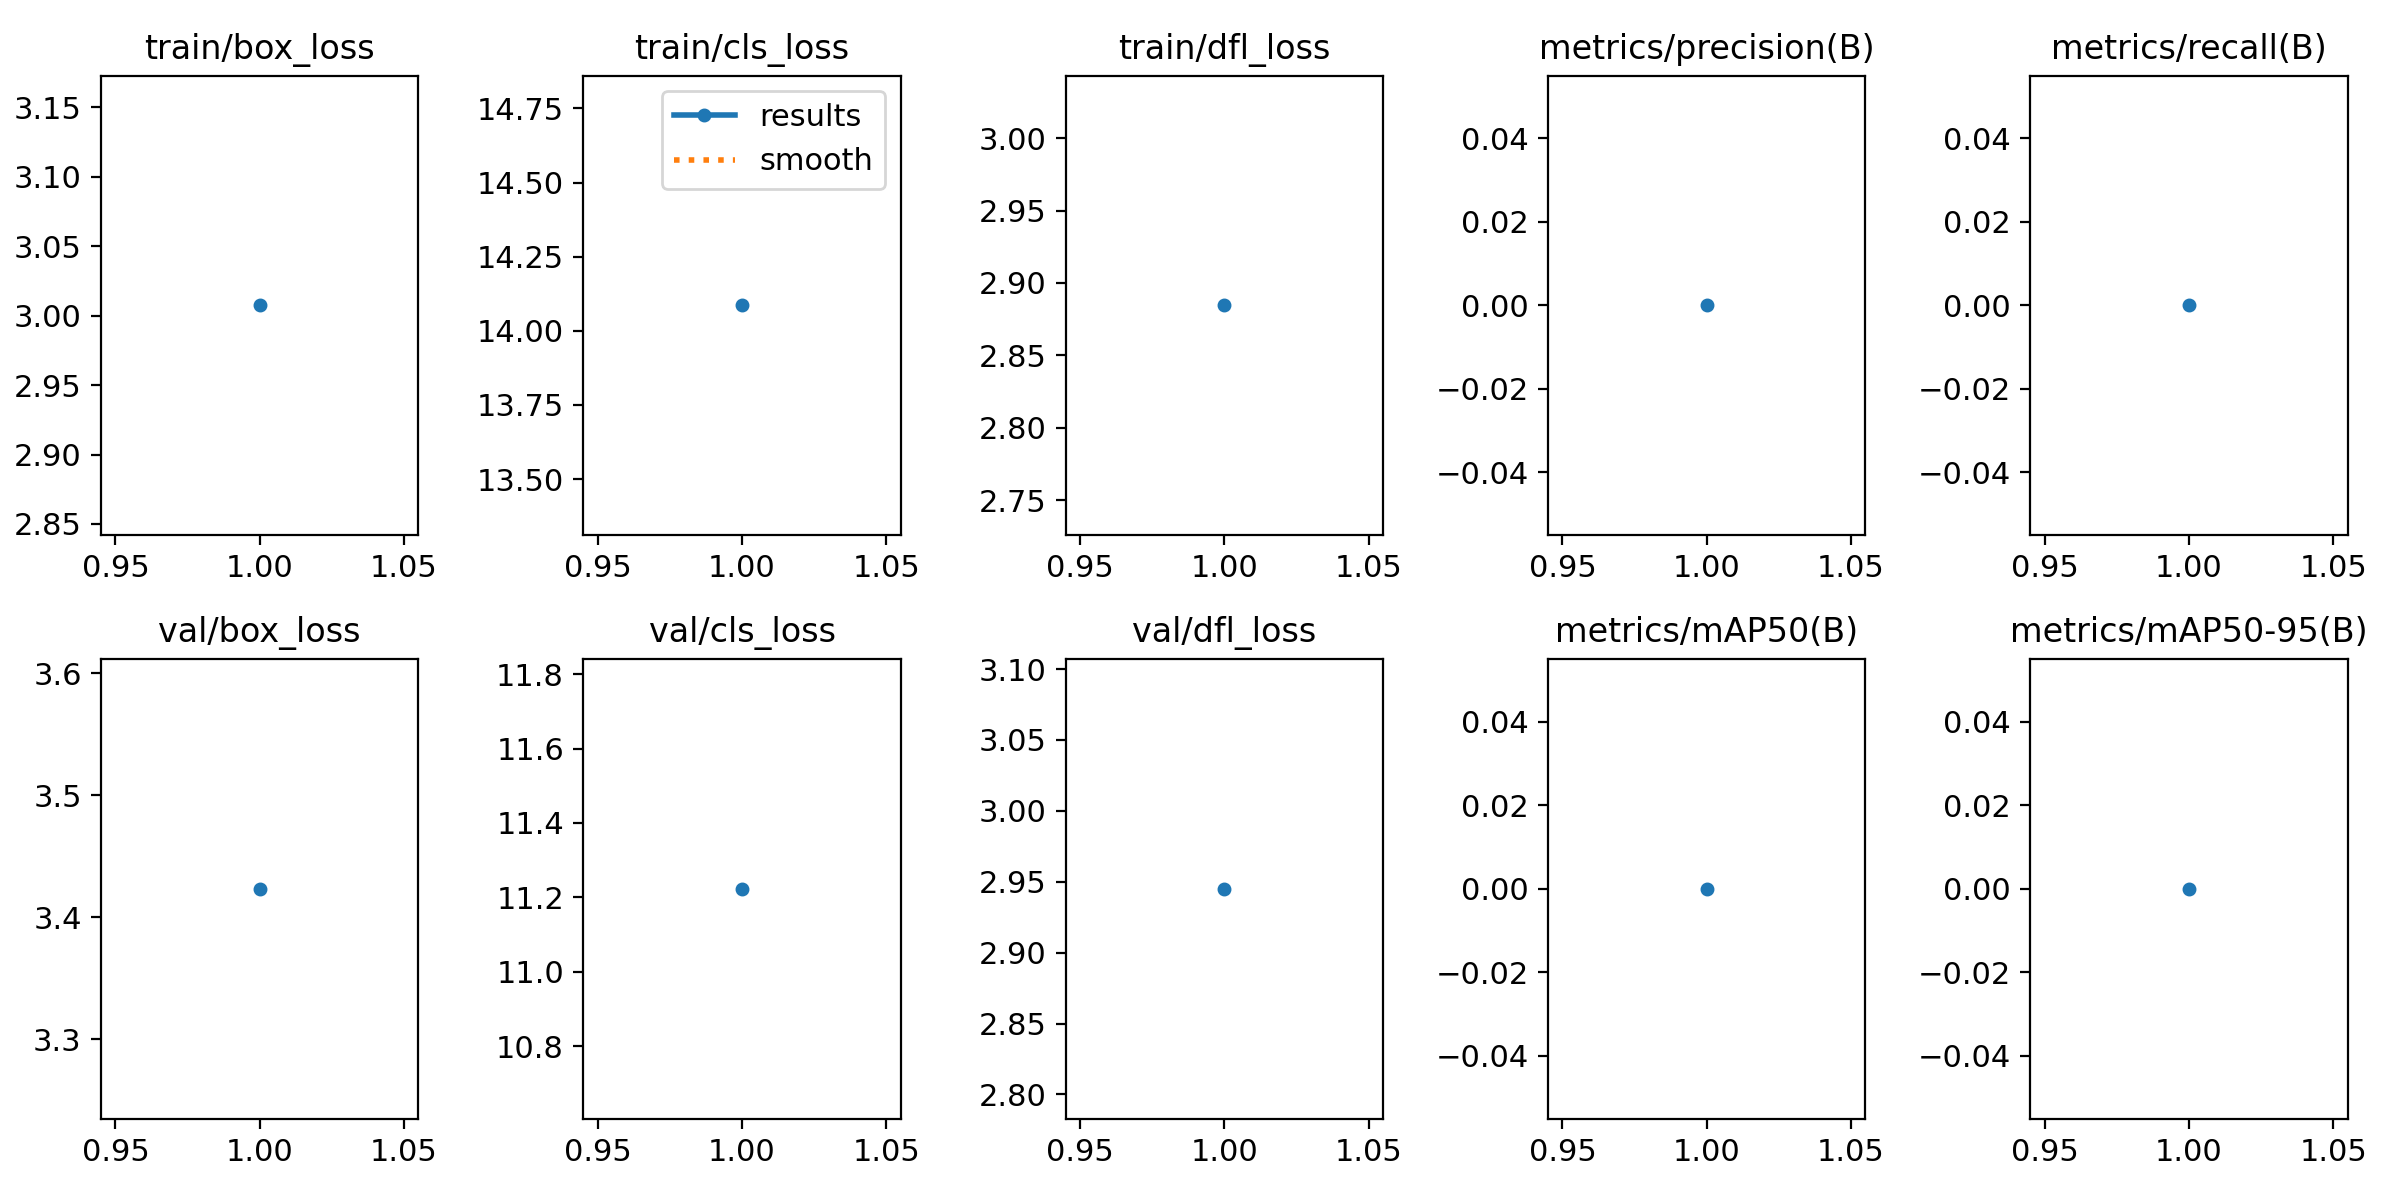 train/box_loss
3.15
3.10
3.05
3.00
2.95
2.90
2.85
0.95 1.00 1.05
train/cls_loss
results
smooth
14.75
14.50
14.25
14.00
13.75
13.50
0.95 1.00 1.05
train/dfl_loss
3.00
2.95
2.90
2.85
2.80
2.75
0.95 1.00 1.05
metrics/precision(B)
0.04
0.02
0.00
−0.02
−0.04
0.95 1.00 1.05
metrics/recall(B)
0.04
0.02
0.00
−0.02
−0.04
0.95 1.00 1.05
val/box_loss
3.6
3.5
3.4
3.3
0.95 1.00 1.05
val/cls_loss
11.8
11.6
11.4
11.2
11.0
10.8
0.95 1.00 1.05
val/dfl_loss
3.10
3.05
3.00
2.95
2.90
2.85
2.80
0.95 1.00 1.05
metrics/mAP50(B)
0.04
0.02
0.00
−0.02
−0.04
0.95 1.00 1.05
metrics/mAP50-95(B)
0.04
0.02
0.00
−0.02
−0.04
0.95 1.00 1.05